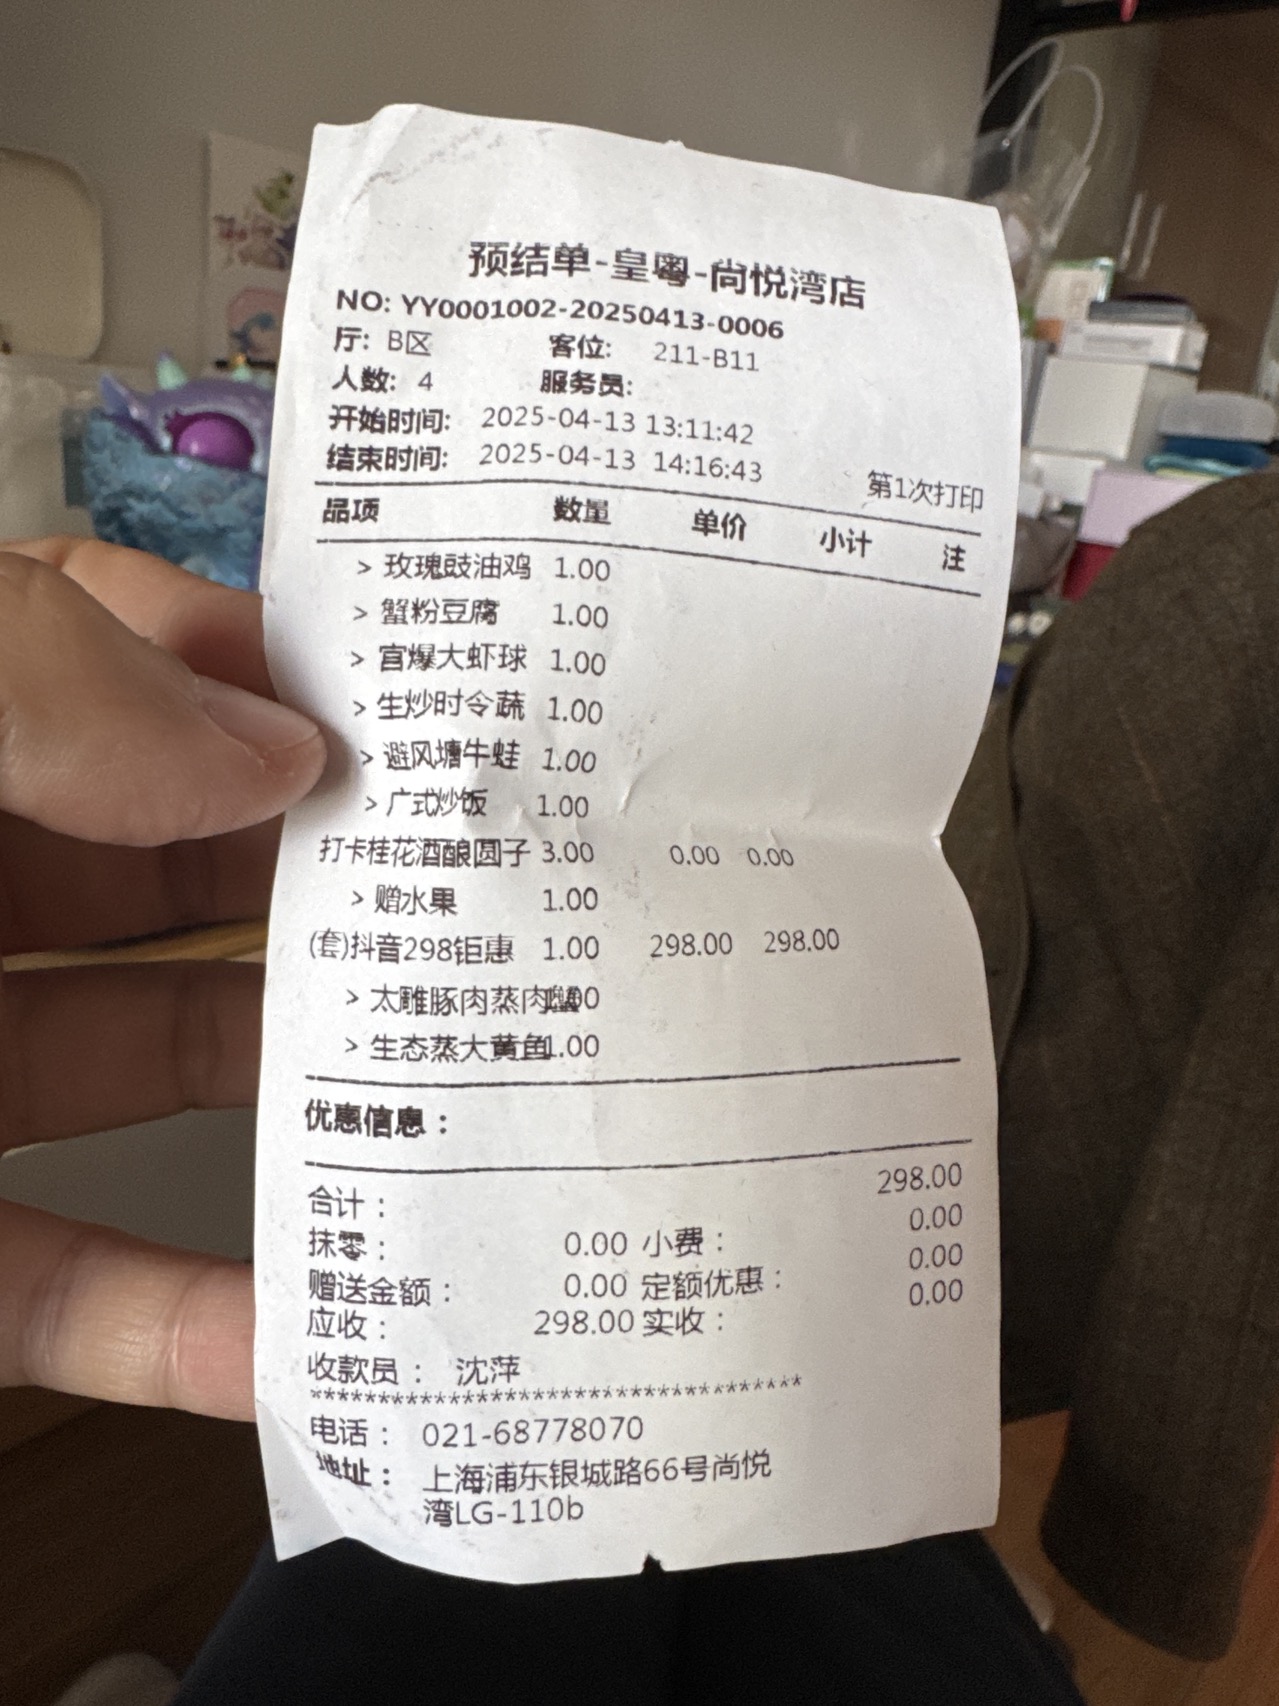 预结单-皇粤-尚悦湾店
NO: YY0001002-20250413-0006
厅: B区 客位: 211-B11
人数: 4 服务员:
开始时间: 2025-04-13 13:11:42
结束时间: 2025-04-13 14:16:43
第1次打印
品项 数量 单价 小计 注
> 玫瑰豉油鸡 1.00
> 蟹粉豆腐 1.00
> 宫爆大虾球 1.00
> 生炒时令蔬 1.00
> 避风塘牛蛙 1.00
> 广式炒饭 1.00
打卡桂花酒酿圆子 3.00 0.00 0.00
> 赠水果 1.00
(套)抖音298钜惠 1.00 298.00 298.00
> 太雕豚肉蒸肉
> 生态蒸大黄鱼1.00
优惠信息：
合计： 298.00
抹零： 0.00 小费： 0.00
赠送金额： 0.00 定额优惠： 0.00
应收： 298.00 实收： 0.00
收款员： 沈萍
************************************
电话： 021-68778070
地址： 上海浦东银城路66号尚悦
湾LG-110b